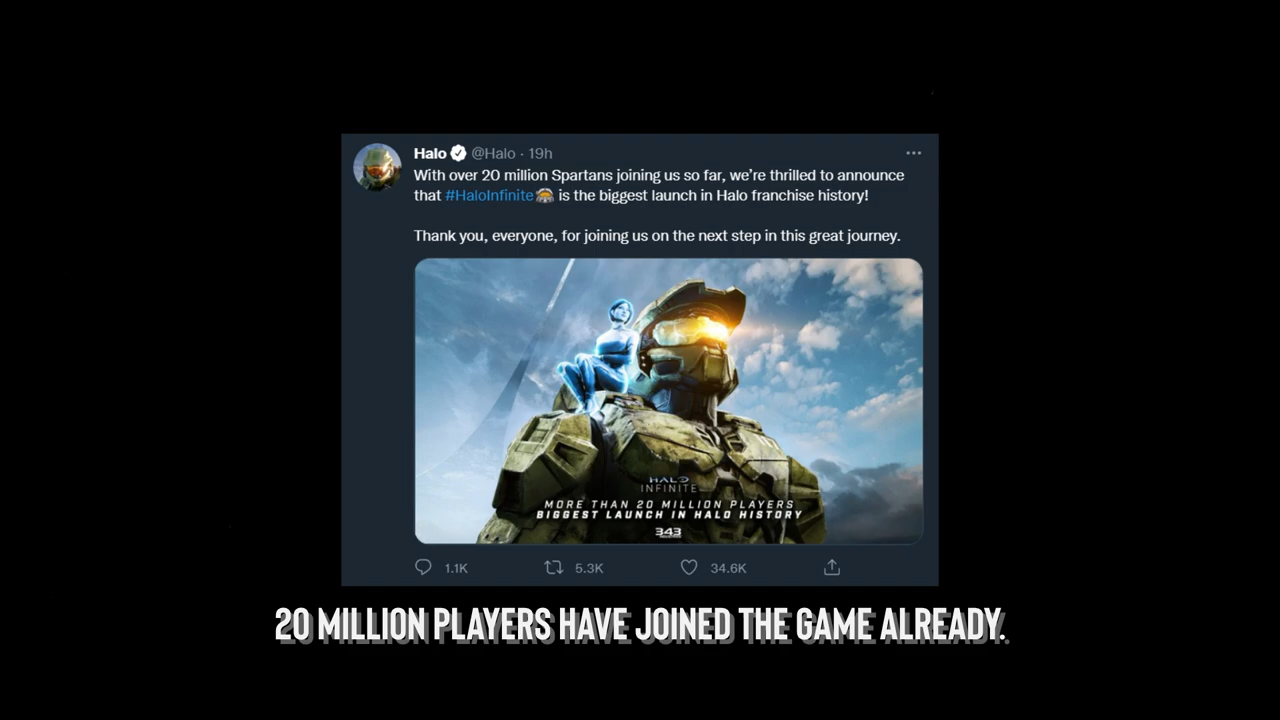 Halo @Halo · 19h
With over 20 million Spartans joining us so far, we're thrilled to announce
that #HaloInfinite is the biggest launch in Halo franchise history!
Thank you, everyone, for joining us on the next step in this great journey.
HALO
INFINITE
MORE THAN 20 MILLION PLAYERS
BIGGEST LAUNCH IN HALO HISTORY
343
1.1K 5.3K 34.6K
20 MILLION PLAYERS HAVE JOINED THE GAME ALREADY.